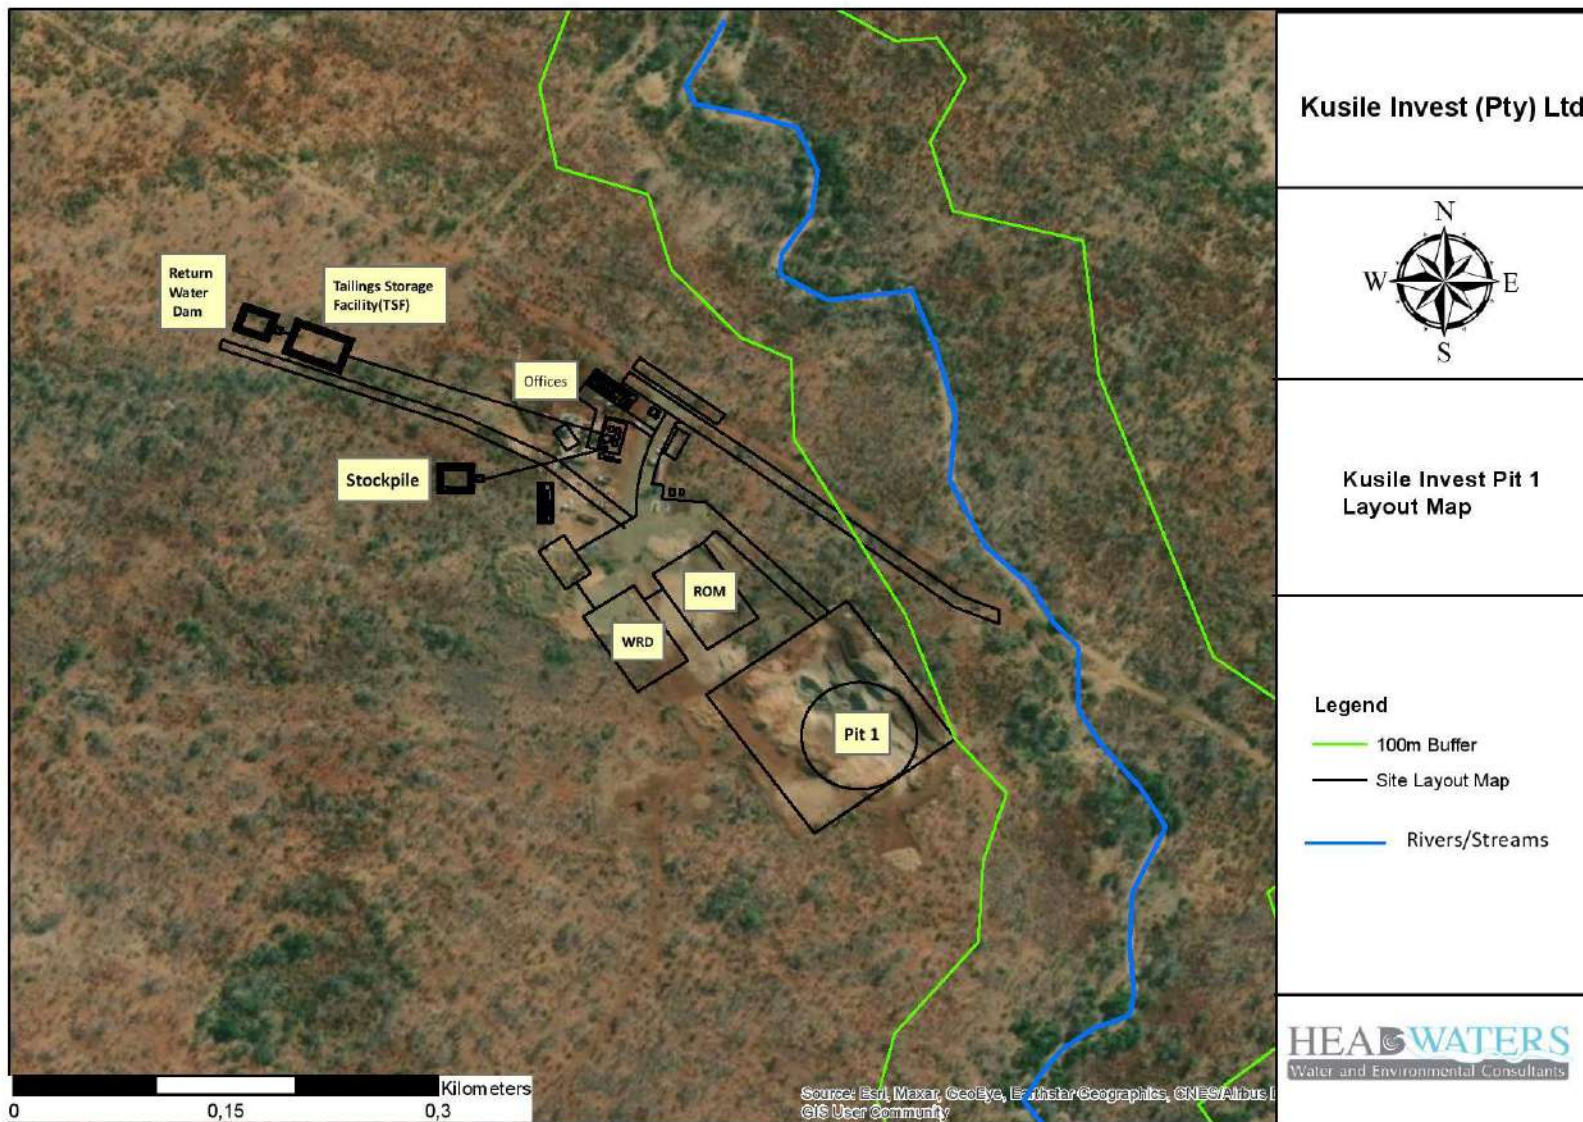 Kusile Invest (Pty) Ltd
N
W
E
S
Kusile Invest Pit 1
Layout Map
Legend
100m Buffer
Site Layout Map
Rivers/Streams
HEADWATERS
Water and Environmental Consultants
Return
Water
Dam
Tailings Storage
Facility(TSF)
Offices
Stockpile
ROM
WRD
Pit 1
Kilometers
0
0,15
0,3
Source: Esri, Maxar, GeoEye, Earthstar Geographics, CNES/Airbus
GIS User Community